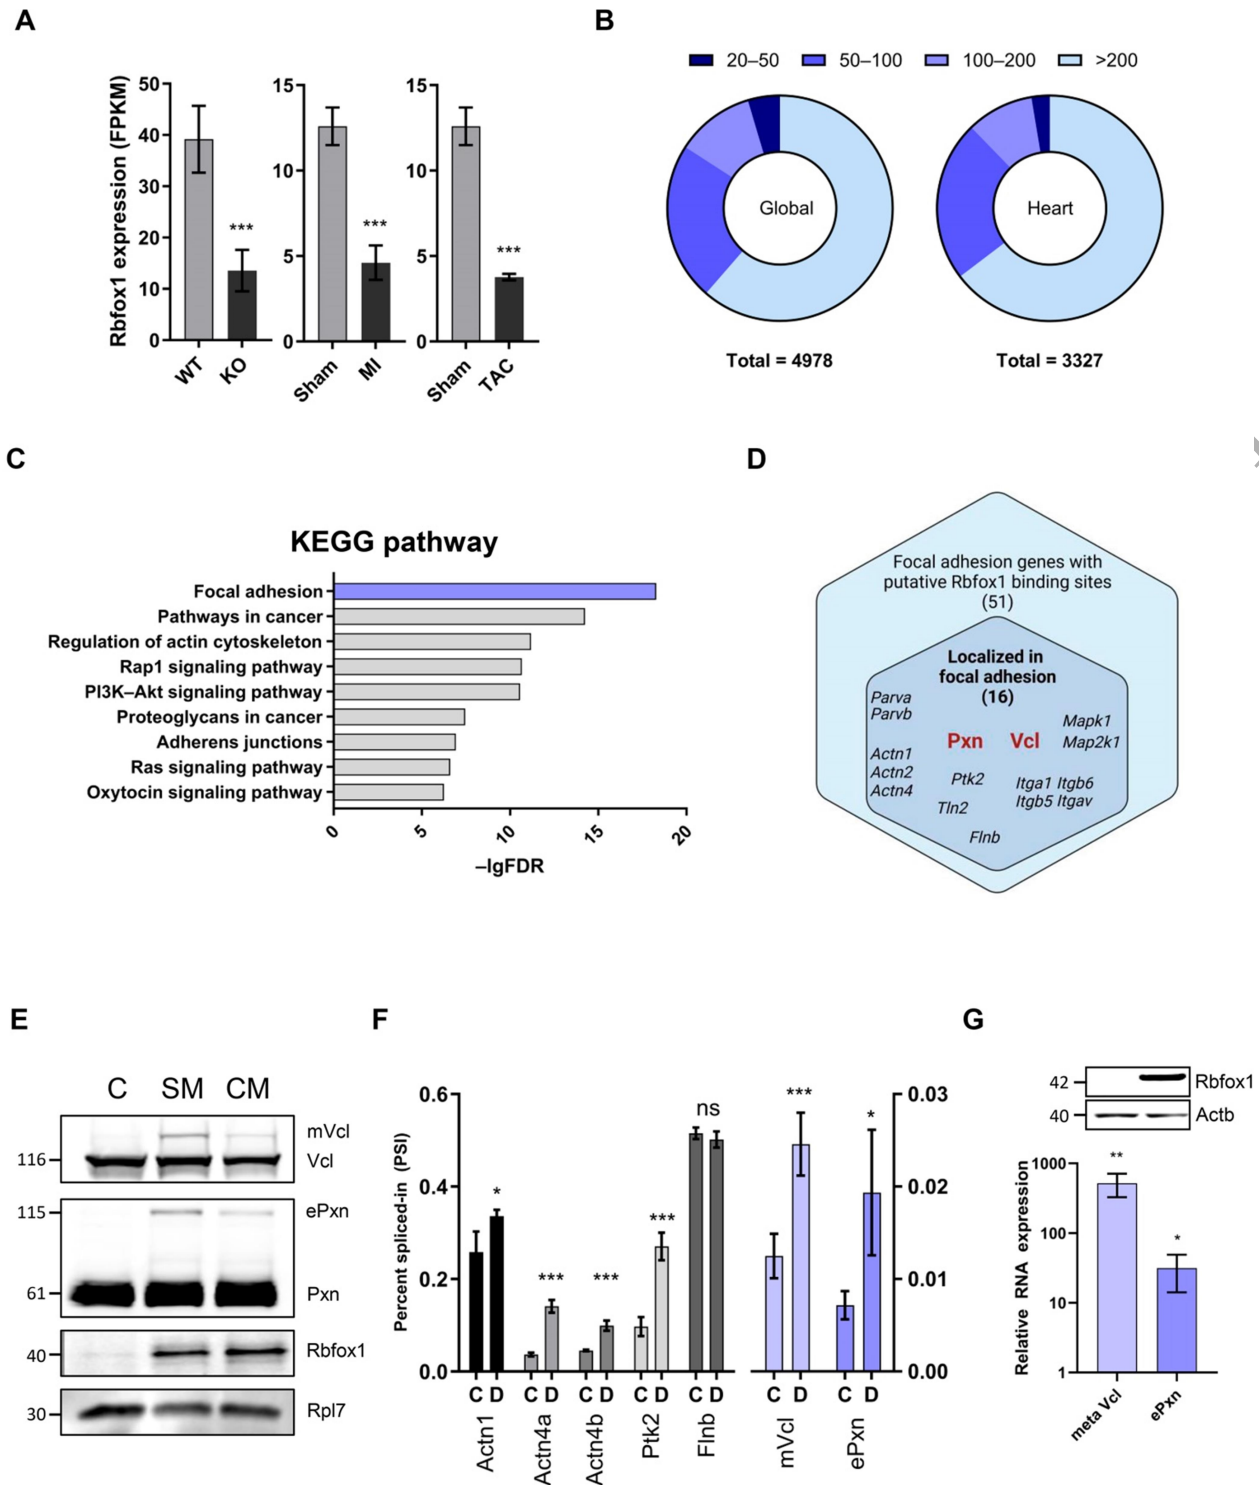 A
B
Rbfox1 expression (FPKM)
50
40
30
20
10
0
***
WT
KO
15
10
5
0
***
Sham
MI
15
10
5
0
***
Sham
TAC
20–50
50–100
100–200
>200
Global
Heart
Total = 4978
Total = 3327
C
D
KEGG pathway
Focal adhesion
Pathways in cancer
Regulation of actin cytoskeleton
Rap1 signaling pathway
PI3K–Akt signaling pathway
Proteoglycans in cancer
Adherens junctions
Ras signaling pathway
Oxytocin signaling pathway
0
5
10
15
20
–lgFDR
Focal adhesion genes with
putative Rbfox1 binding sites
(51)
Localized in
focal adhesion
(16)
Parva
Parvb
Mapk1
Map2k1
Pxn
Vcl
Actn1
Actn2
Actn4
Ptk2
Tln2
Itga1 Itgb6
Itgb5 Itgav
Flnb
E
F
G
C
SM
CM
mVcl
116
Vcl
115
ePxn
61
Pxn
40
Rbfox1
30
Rpl7
Percent spliced-in (PSI)
0.6
0.4
0.2
0.0
*
***
***
***
ns
***
*
0.03
0.02
0.01
0.00
C D
C D
C D
C D
C D
C D
C D
Actn1
Actn4a
Actn4b
Ptk2
Flnb
mVcl
ePxn
42
Rbfox1
40
Actb
Relative RNA expression
1000
100
10
1
**
*
meta Vcl
ePxn